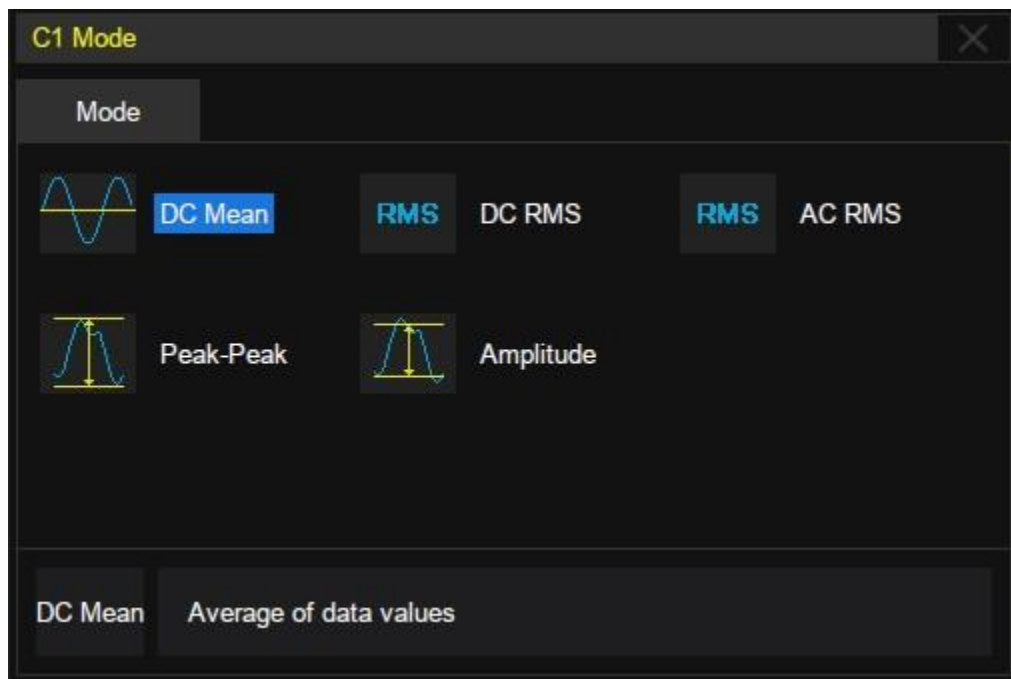 C1 Mode
Mode
DC Mean
RMS DC RMS
RMS AC RMS
Peak-Peak
Amplitude
DC Mean
Average of data values